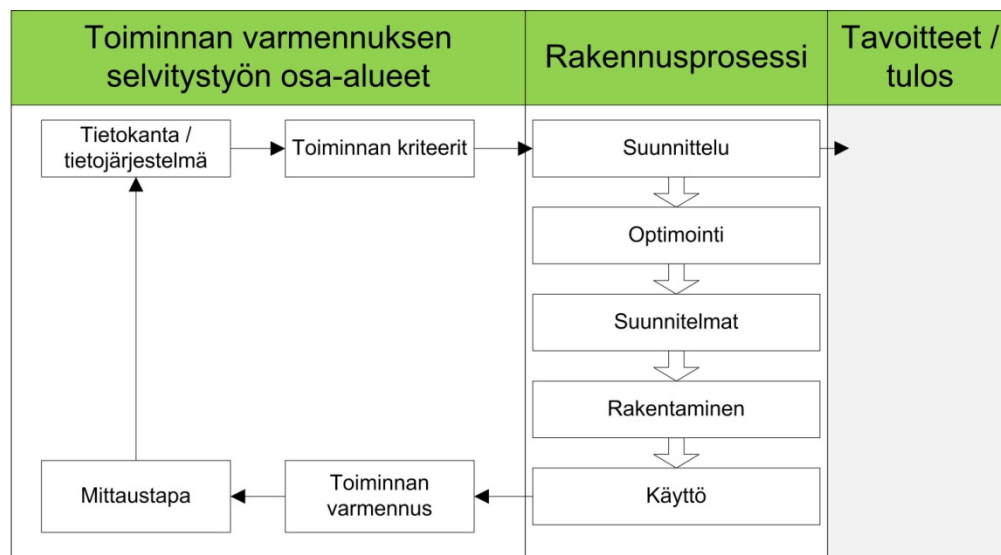 Toiminnan varmennuksen
selvitystyön osa-alueet
Rakennusprosessi
Tavoitteet /
tulos
Tietokanta /
tietojärjestelmä
Toiminnan kriteerit
Suunnittelu
Optimointi
Suunnitelmat
Rakentaminen
Mittaustapa
Toiminnan
varmennus
Käyttö